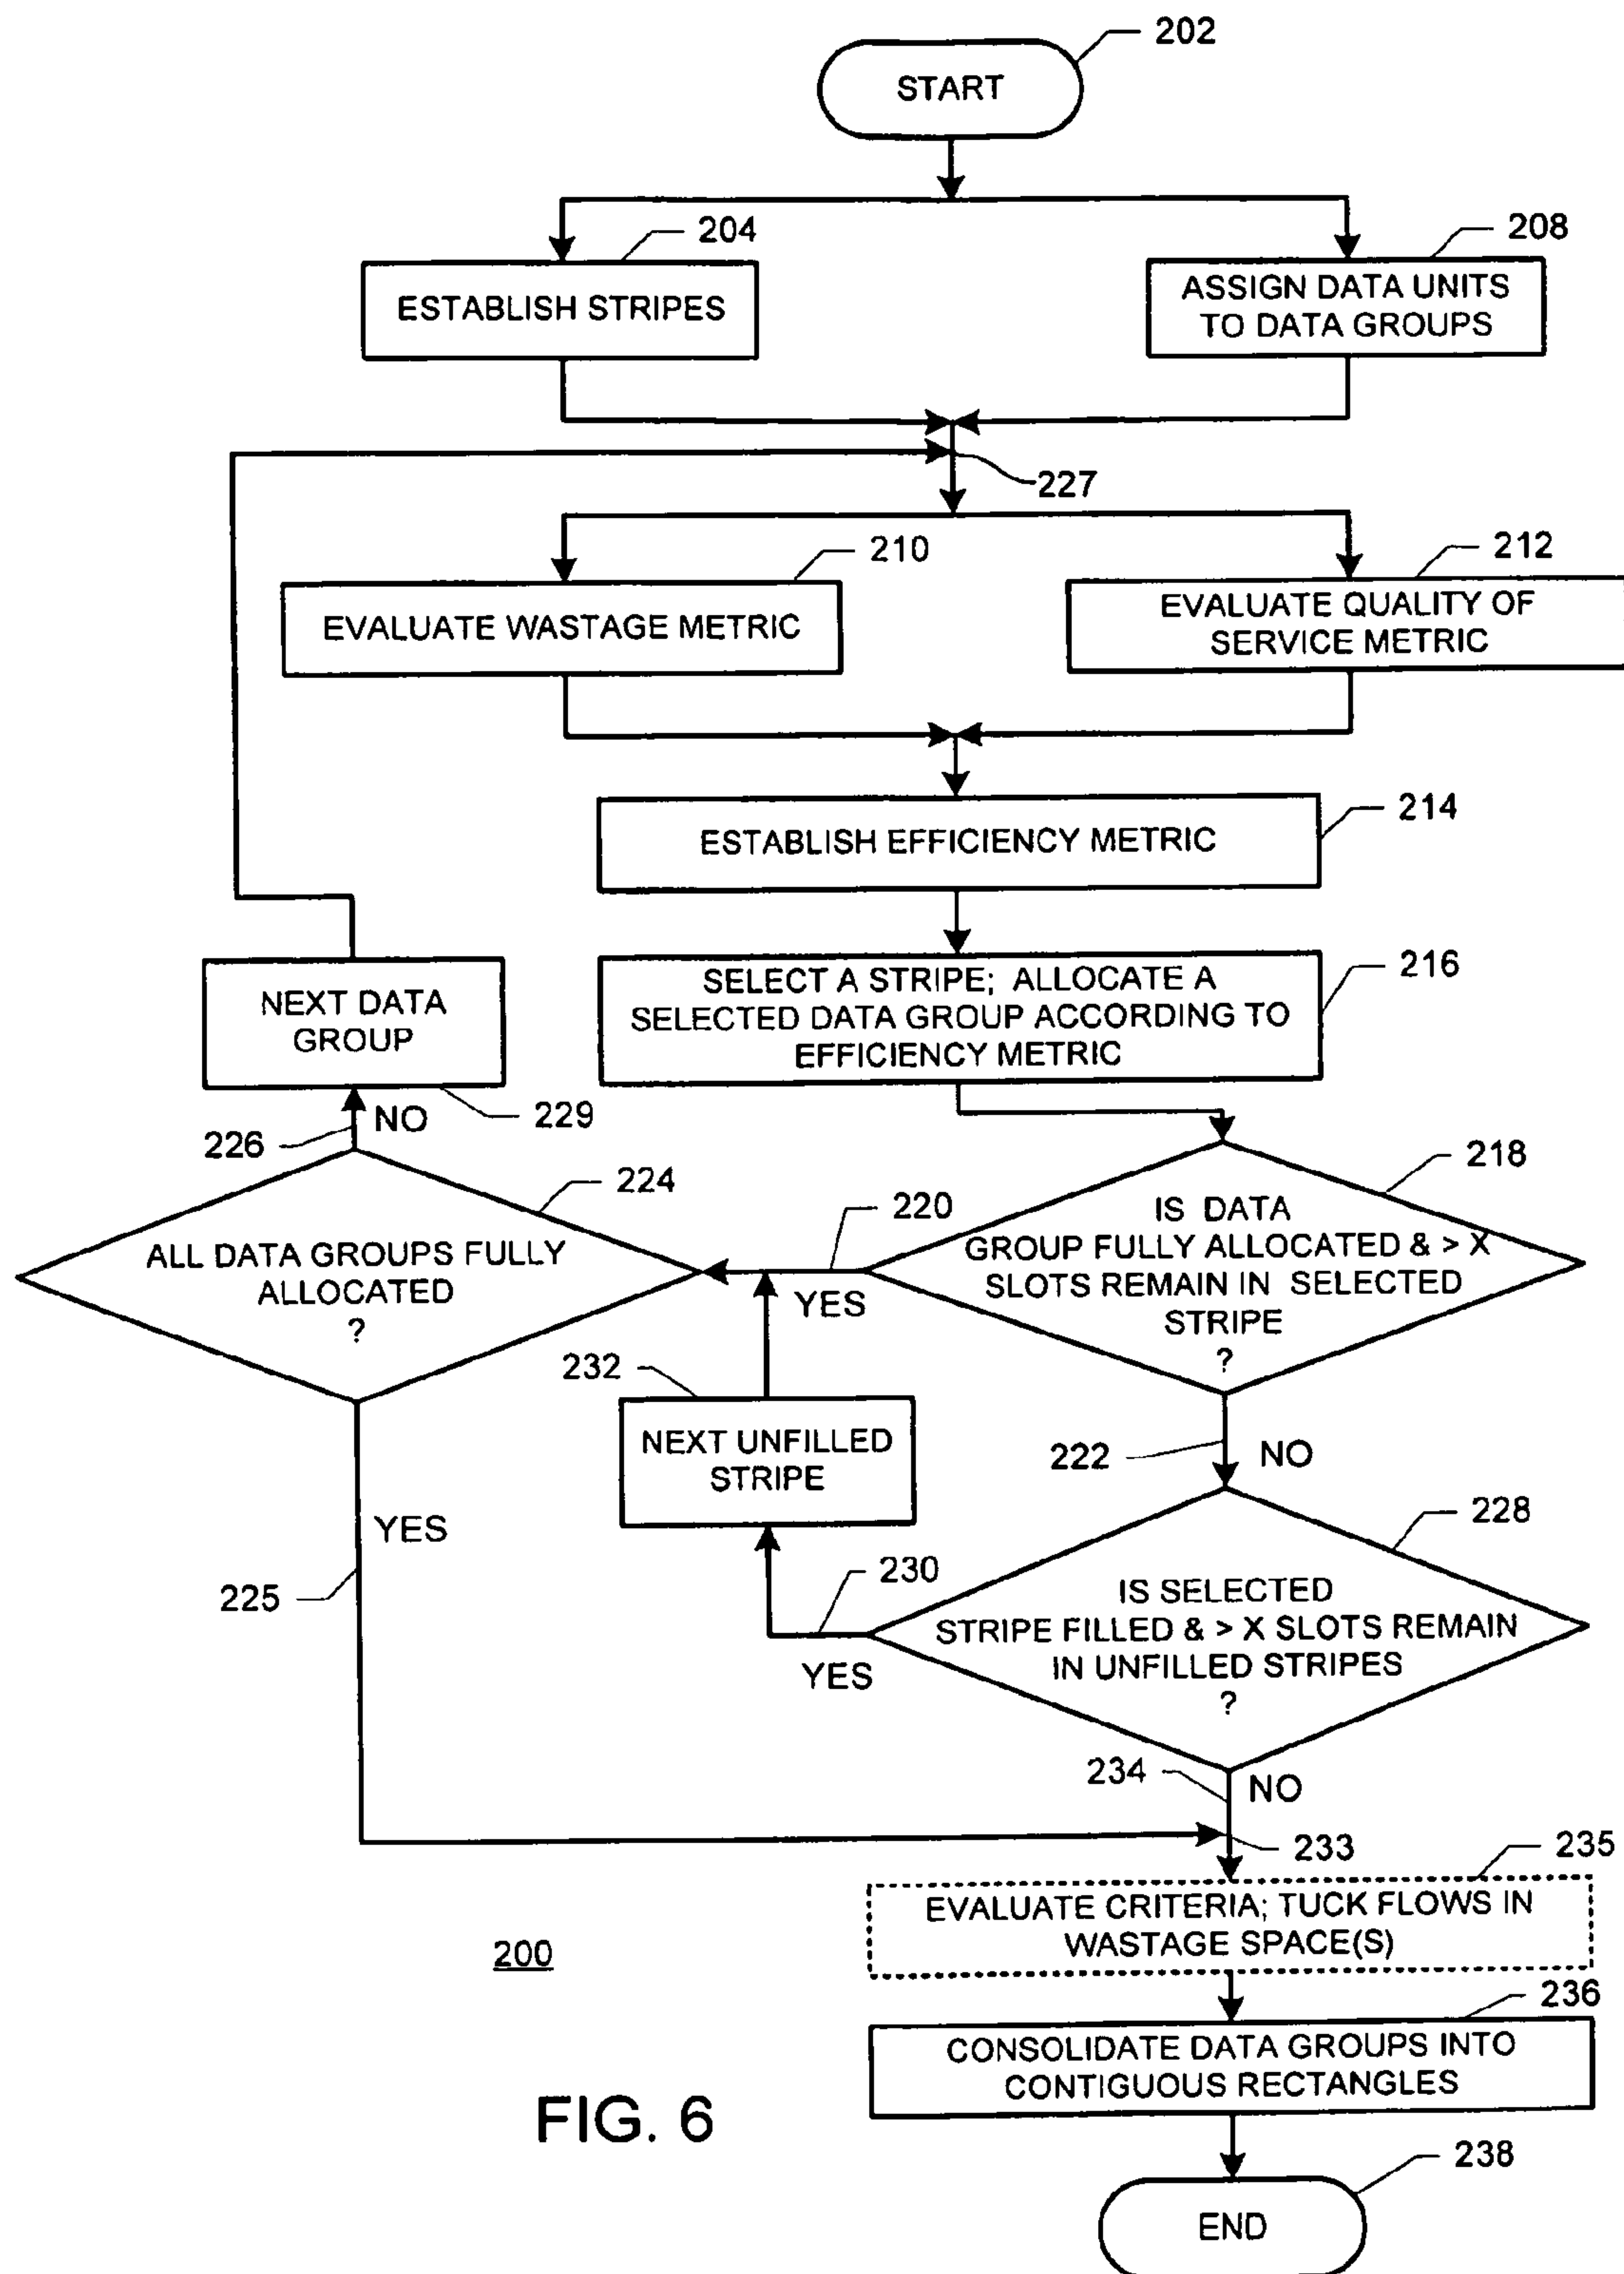 202
START
204
208
ESTABLISH STRIPES
ASSIGN DATA UNITS
TO DATA GROUPS
227
210
212
EVALUATE WASTAGE METRIC
EVALUATE QUALITY OF
SERVICE METRIC
214
ESTABLISH EFFICIENCY METRIC
216
SELECT A STRIPE; ALLOCATE A
SELECTED DATA GROUP ACCORDING TO
EFFICIENCY METRIC
NEXT DATA
GROUP
229
NO
226
224
ALL DATA GROUPS FULLY
ALLOCATED
?
220
YES
218
IS DATA
GROUP FULLY ALLOCATED & > X
SLOTS REMAIN IN SELECTED
STRIPE
?
232
NEXT UNFILLED
STRIPE
222
NO
YES
225
228
230
YES
IS SELECTED
STRIPE FILLED & > X SLOTS REMAIN
IN UNFILLED STRIPES
?
234
NO
233
235
EVALUATE CRITERIA; TUCK FLOWS IN
WASTAGE SPACE(S)
200
236
CONSOLIDATE DATA GROUPS INTO
CONTIGUOUS RECTANGLES
FIG. 6
238
END